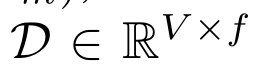 𝒟 ∈ ℝ^{V×f}